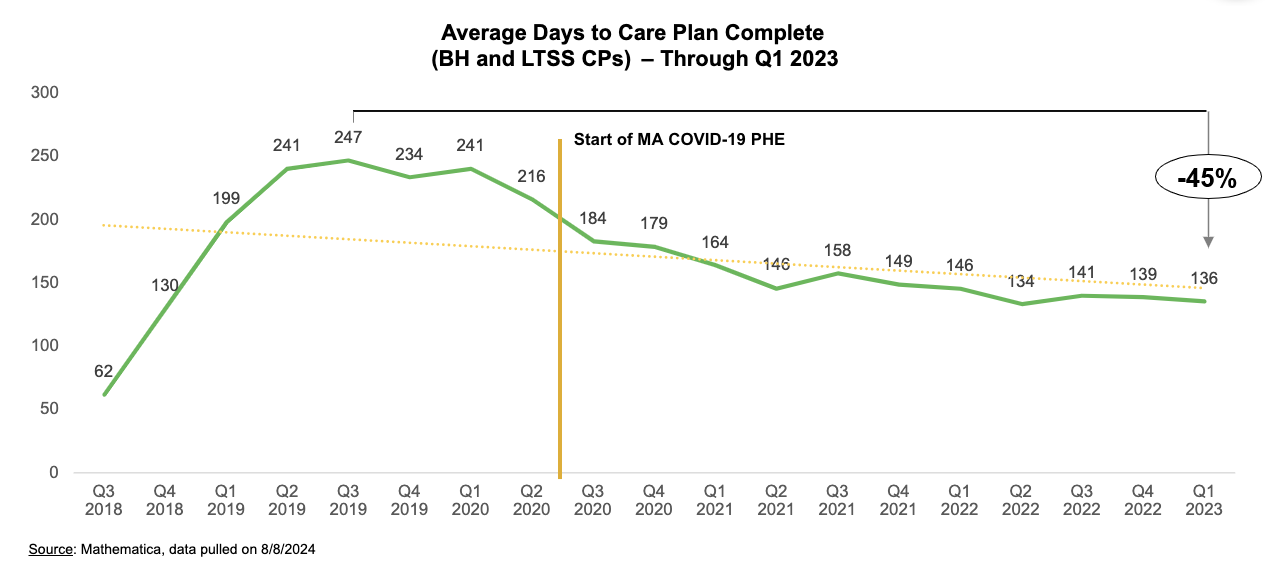 Average Days to Care Plan Complete
(BH and LTSS CPs) – Through Q1 2023
300
250
200
150
100
50
0
Start of MA COVID-19 PHE
-45%
62
130
199
241
247
234
241
216
184
179
164
146
158
149
146
134
141
139
136
Q3 2018
Q4 2018
Q1 2019
Q2 2019
Q3 2019
Q4 2019
Q1 2020
Q2 2020
Q3 2020
Q4 2020
Q1 2021
Q2 2021
Q3 2021
Q4 2021
Q1 2022
Q2 2022
Q3 2022
Q4 2022
Q1 2023
Source: Mathematica, data pulled on 8/8/2024